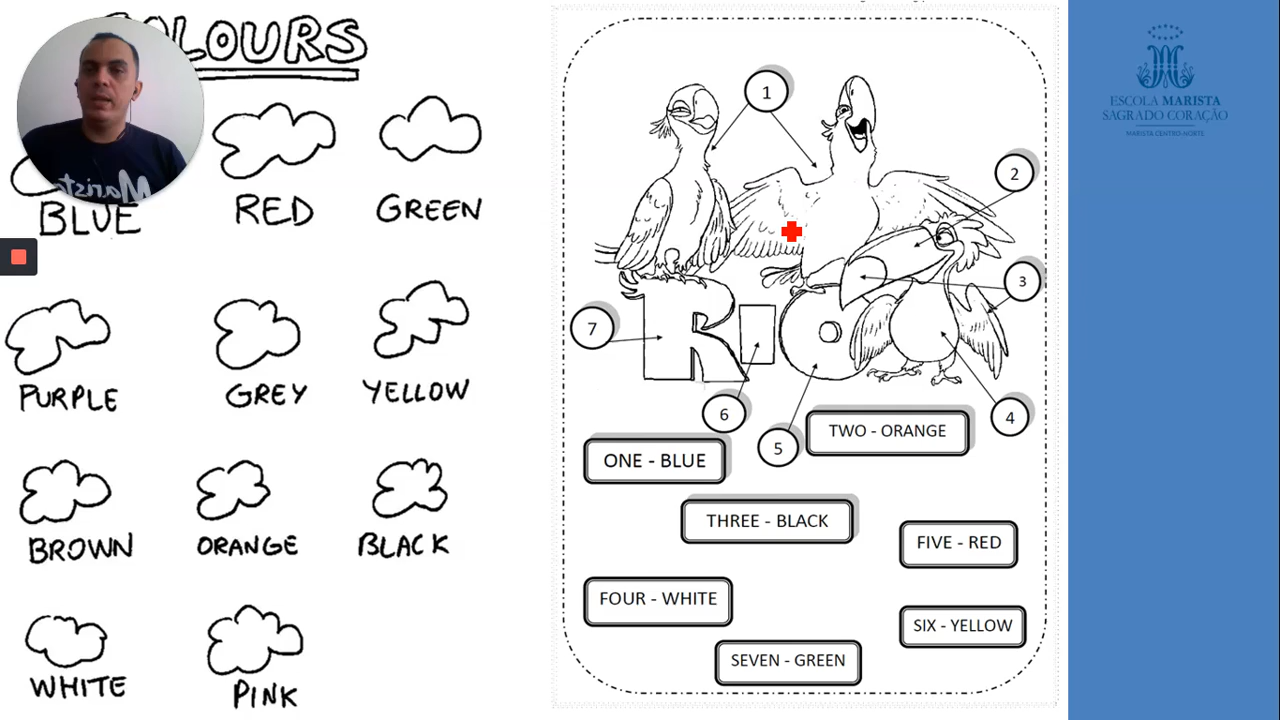 COLOURS
BLUE RED GREEN
PURPLE GREY YELLOW
BROWN ORANGE BLACK
WHITE PINK
1
2
3
7
6
5
4
RIO
TWO - ORANGE
ONE - BLUE
THREE - BLACK
FIVE - RED
FOUR - WHITE
SIX - YELLOW
SEVEN - GREEN
Marista
ESCOLA MARISTA
SAGRADO CORAÇÃO
MARISTA CENTRO-NORTE